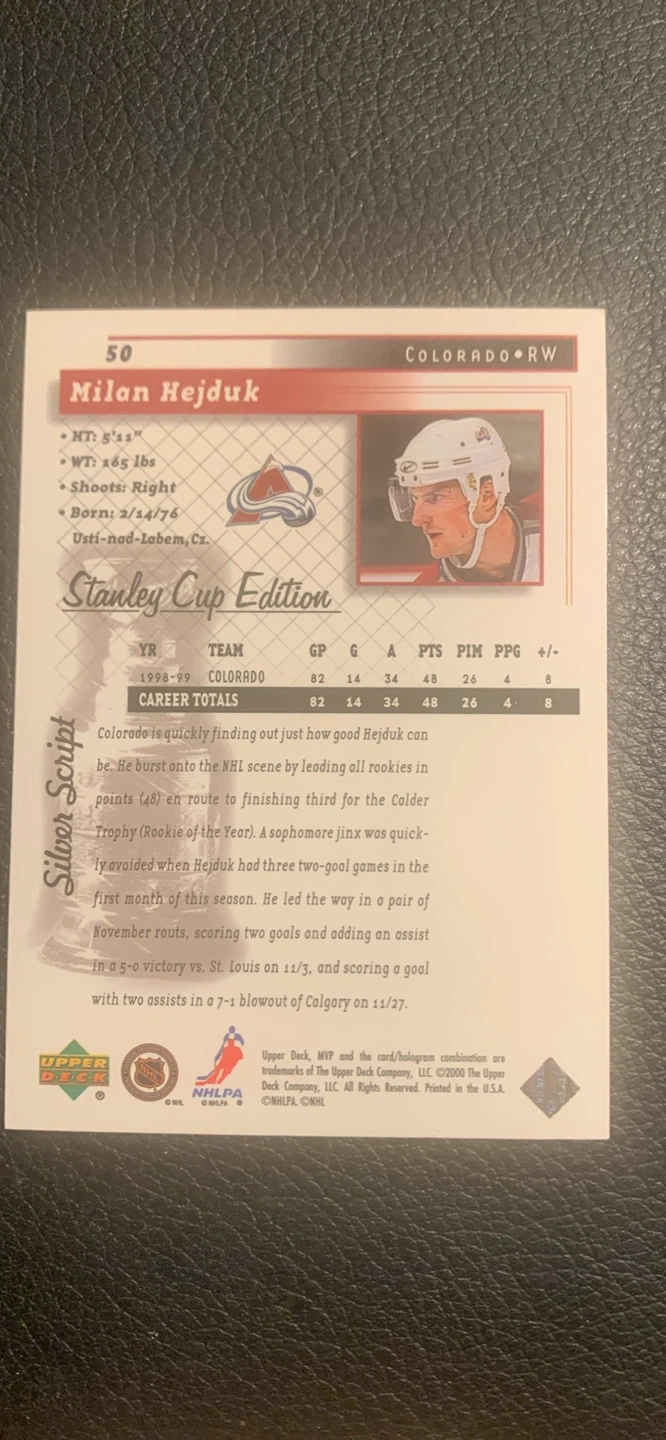 50
COLORADO•RW
Milan Hejduk
• HT: 5'11"
• WT: 165 lbs
• Shoots: Right
• Born: 2/14/76
Usti-nad-Labem, Cz.
®
Stanley Cup Edition
YR TEAM GP G A PTS PIM PPG +/-
1998-99 COLORADO 82 14 34 48 26 4 8
CAREER TOTALS 82 14 34 48 26 4 8
Silver Script
Colorado is quickly finding out just how good Hejduk can
be. He burst onto the NHL scene by leading all rookies in
points (48) en route to finishing third for the Calder
Trophy (Rookie of the Year). A sophomore jinx was quick-
ly avoided when Hejduk had three two-goal games in the
first month of this season. He led the way in a pair of
November routs, scoring two goals and adding an assist
in a 5-0 victory vs. St. Louis on 11/3, and scoring a goal
with two assists in a 7-1 blowout of Calgary on 11/27.
UPPER
DECK
®
NHL
© NHL
NHLPA
© NHLPA ®
Upper Deck, MVP and the card/hologram combination are
trademarks of The Upper Deck Company, LLC. ©2000 The Upper
Deck Company, LLC. All Rights Reserved. Printed in the U.S.A.
©NHLPA. ©NHL